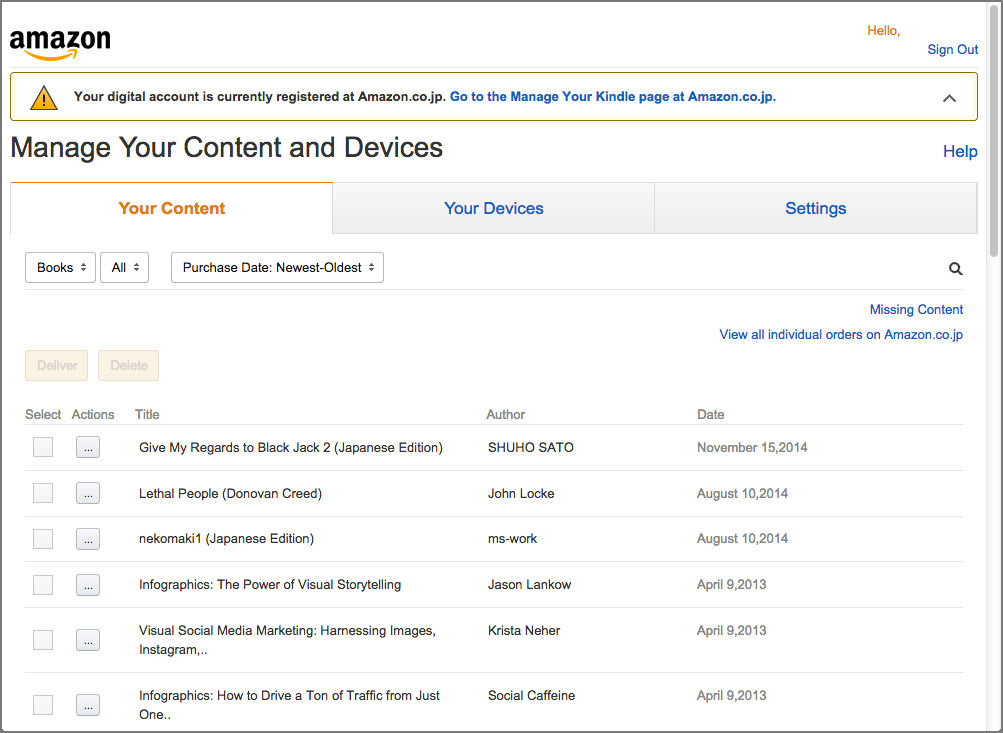 amazon
Hello,
Sign Out
Your digital account is currently registered at Amazon.co.jp. Go to the Manage Your Kindle page at Amazon.co.jp.
Manage Your Content and Devices
Help
Your Content Your Devices Settings
Books All Purchase Date: Newest-Oldest
Missing Content
View all individual orders on Amazon.co.jp
Deliver Delete
Select Actions Title Author Date
... Give My Regards to Black Jack 2 (Japanese Edition) SHUHO SATO November 15,2014
... Lethal People (Donovan Creed) John Locke August 10,2014
... nekomaki1 (Japanese Edition) ms-work August 10,2014
... Infographics: The Power of Visual Storytelling Jason Lankow April 9,2013
... Visual Social Media Marketing: Harnessing Images, Krista Neher April 9,2013
Instagram,..
... Infographics: How to Drive a Ton of Traffic from Just Social Caffeine April 9,2013
One..